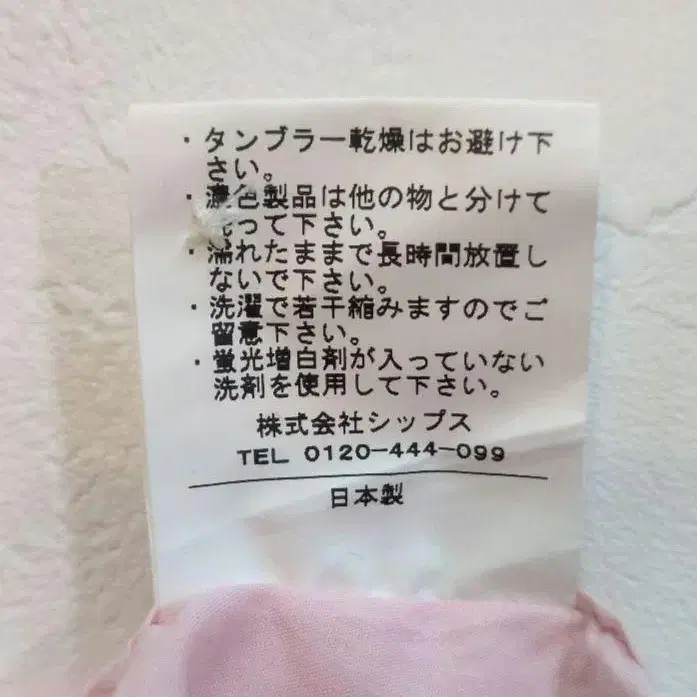 ・タンブラー乾燥はお避け下
さい。
・濃色製品は他の物と分けて
洗って下さい。
・濡れたままで長時間放置し
ないで下さい。
・洗濯で若干縮みますのでご
留意下さい。
・蛍光増白剤が入っていない
洗剤を使用して下さい。
株式会社シップス
TEL 0120-444-099
日本製